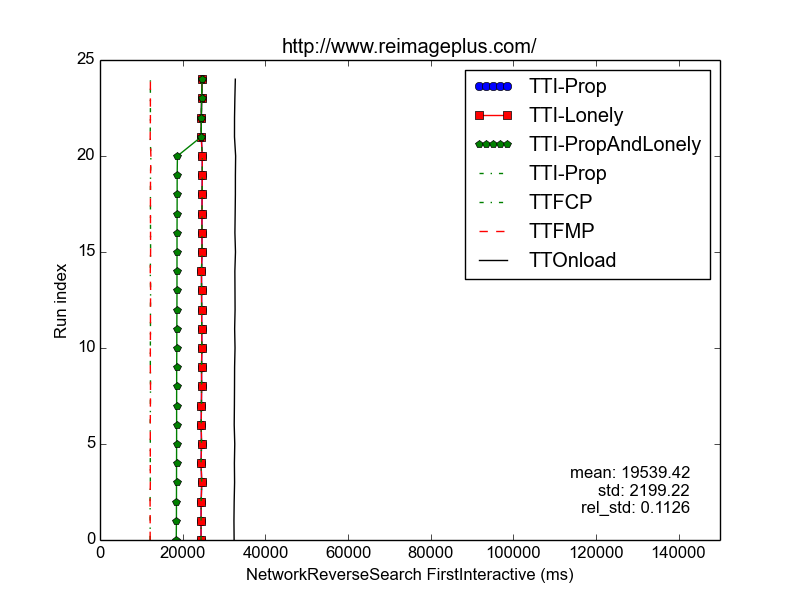 http://www.reimageplus.com/
25
20
15
10
5
0
Run index
TTI-Prop
TTI-Lonely
TTI-PropAndLonely
TTI-Prop
TTFCP
TTFMP
TTOnload
mean: 19539.42
std: 2199.22
rel_std: 0.1126
0 20000 40000 60000 80000 100000 120000 140000
NetworkReverseSearch FirstInteractive (ms)